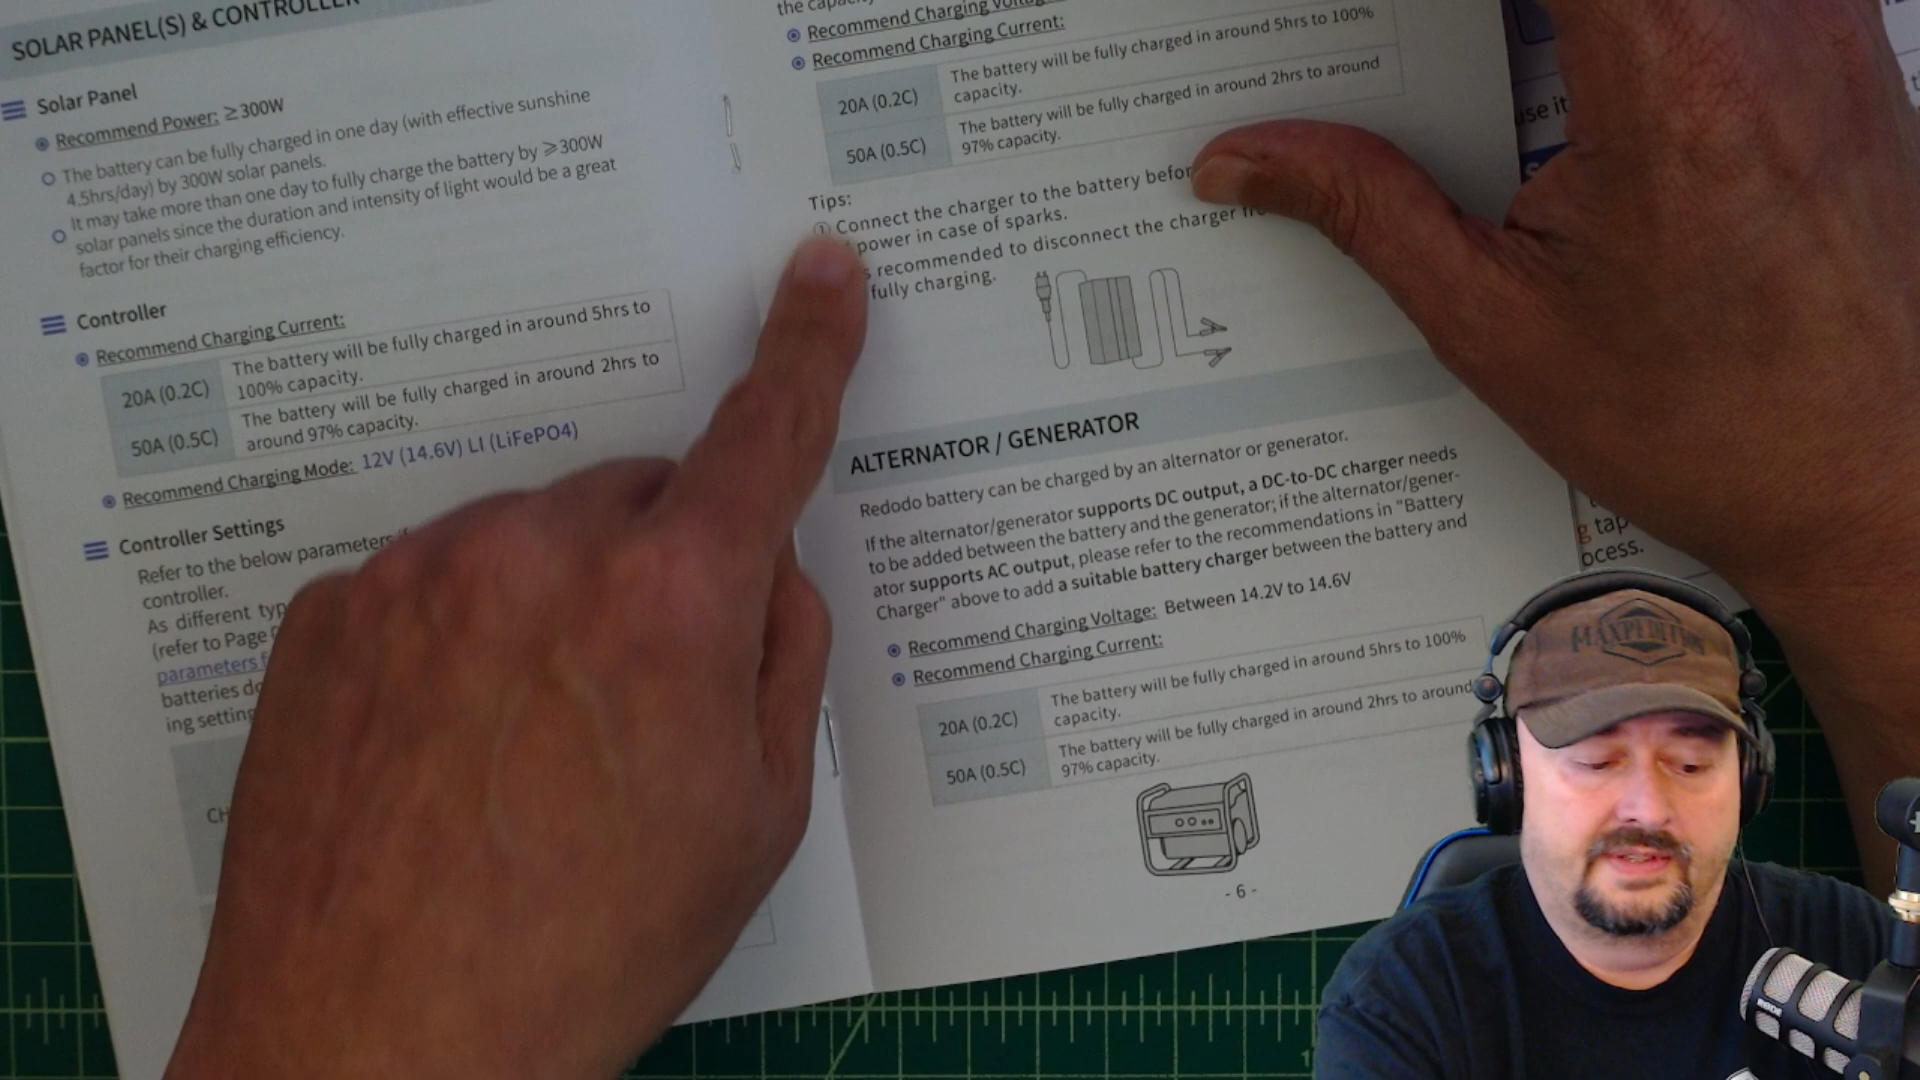 SOLAR PANEL(S) & CONTROLLER
Solar Panel
Recommend Power: ≥300W
The battery can be fully charged in one day (with effective sunshine
4.5hrs/day) by 300W solar panels.
It may take more than one day to fully charge the battery by ≥300W
solar panels since the duration and intensity of light would be a great
factor for their charging efficiency.
Controller
Recommend Charging Current:
20A (0.2C)
The battery will be fully charged in around 5hrs to
100% capacity.
50A (0.5C)
The battery will be fully charged in around 2hrs to
around 97% capacity.
Recommend Charging Mode: 12V (14.6V) LI (LiFePO4)
Controller Settings
Refer to the below parameters
controller.
As different
(refer to Page
parameters
batteries
ing
the
Recommend Charging
Recommend Charging Current:
20A (0.2C)
The battery will be fully charged in around 5hrs to 100%
capacity.
50A (0.5C)
The battery will be fully charged in around 2hrs to around
97% capacity.
Tips:
① Connect the charger to the battery
power in case of sparks.
recommended to disconnect the charger
fully charging.
ALTERNATOR / GENERATOR
Redodo battery can be charged by an alternator or generator.
If the alternator/generator supports DC output, a DC-to-DC charger needs
to be added between the battery and the generator; if the alternator/gener-
ator supports AC output, please refer to the recommendations in "Battery
Charger" above to add a suitable battery charger between the battery and
Recommend Charging Voltage: Between 14.2V to 14.6V
Recommend Charging Current:
20A (0.2C)
The battery will be fully charged in around 5hrs to 100%
capacity.
50A (0.5C)
The battery will be fully charged in around 2hrs to around
97% capacity.
- 6 -
use it
tap
ocess.
MAXPEDITION
RODE